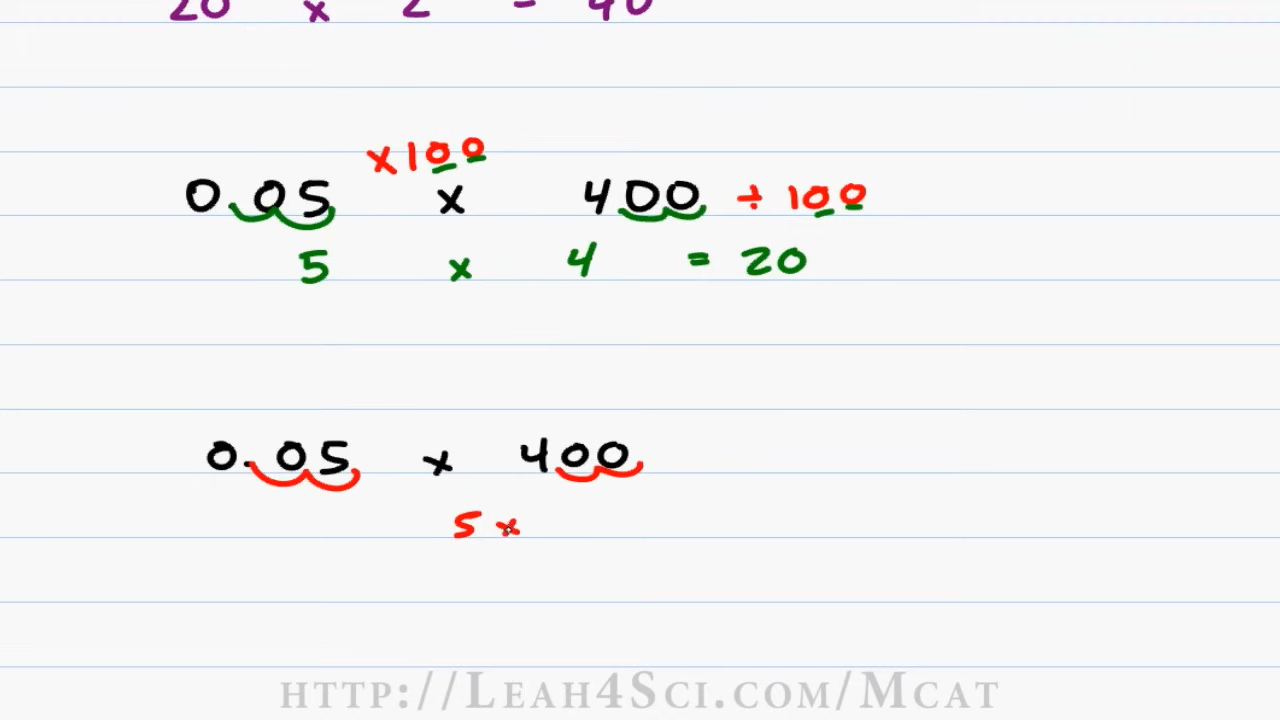 20 x 2 = 40
x100
0.05 x 400 ÷ 100
5 x 4 = 20
0.05 x 400
5 x
HTTP://LEAH4SCI.COM/MCAT